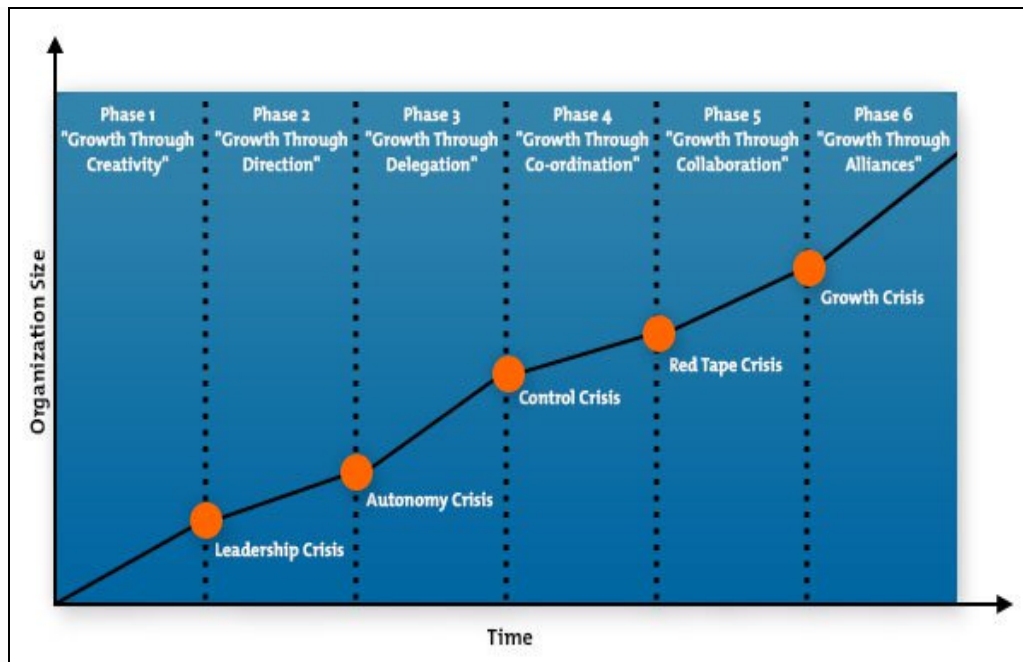 Phase 1
"Growth Through
Creativity"
Phase 2
"Growth Through
Direction"
Phase 3
"Growth Through
Delegation"
Phase 4
"Growth Through
Co-ordination"
Phase 5
"Growth Through
Collaboration"
Phase 6
"Growth Through
Alliances"
Organization Size
Growth Crisis
Red Tape Crisis
Control Crisis
Autonomy Crisis
Leadership Crisis
Time